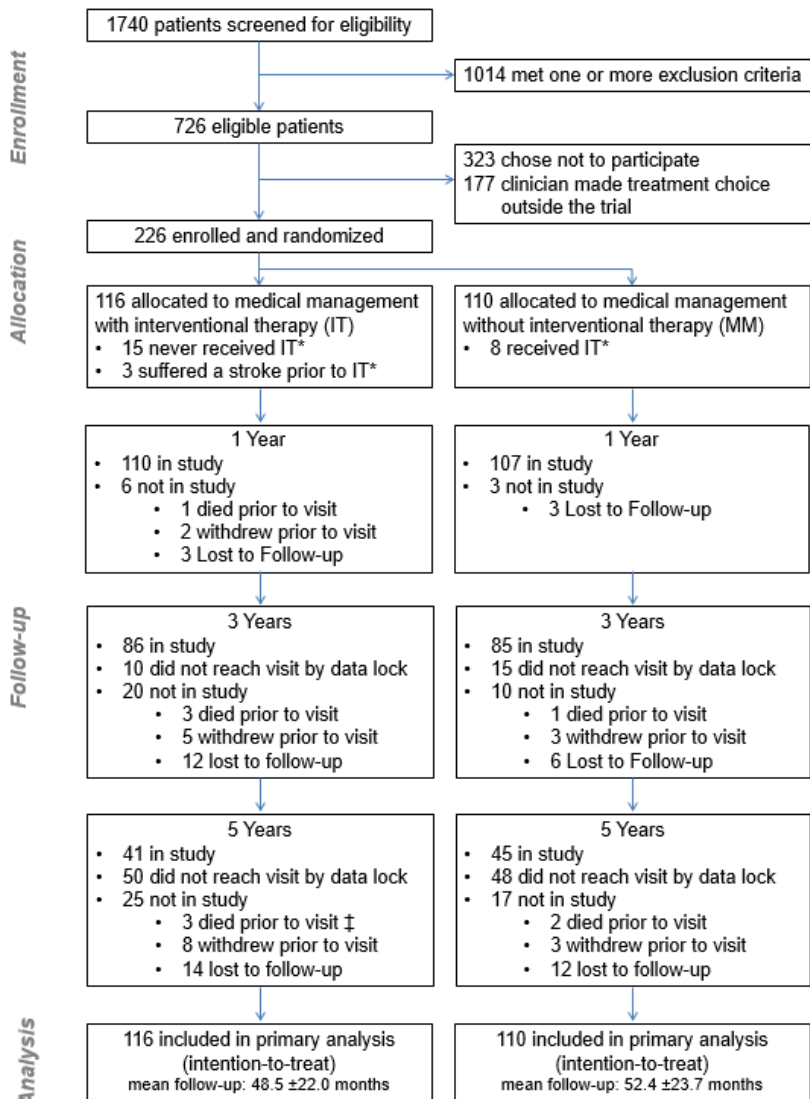 Enrollment
1740 patients screened for eligibility
1014 met one or more exclusion criteria
726 eligible patients
323 chose not to participate
177 clinician made treatment choice
outside the trial
226 enrolled and randomized
Allocation
116 allocated to medical management
with interventional therapy (IT)
• 15 never received IT*
• 3 suffered a stroke prior to IT*
110 allocated to medical management
without interventional therapy (MM)
• 8 received IT*
Follow-up
1 Year
• 110 in study
• 6 not in study
• 1 died prior to visit
• 2 withdrew prior to visit
• 3 Lost to Follow-up
1 Year
• 107 in study
• 3 not in study
• 3 Lost to Follow-up
3 Years
• 86 in study
• 10 did not reach visit by data lock
• 20 not in study
• 3 died prior to visit
• 5 withdrew prior to visit
• 12 lost to follow-up
3 Years
• 85 in study
• 15 did not reach visit by data lock
• 10 not in study
• 1 died prior to visit
• 3 withdrew prior to visit
• 6 Lost to Follow-up
5 Years
• 41 in study
• 50 did not reach visit by data lock
• 25 not in study
• 3 died prior to visit ‡
• 8 withdrew prior to visit
• 14 lost to follow-up
5 Years
• 45 in study
• 48 did not reach visit by data lock
• 17 not in study
• 2 died prior to visit
• 3 withdrew prior to visit
• 12 lost to follow-up
Analysis
116 included in primary analysis
(intention-to-treat)
mean follow-up: 48.5 ±22.0 months
110 included in primary analysis
(intention-to-treat)
mean follow-up: 52.4 ±23.7 months